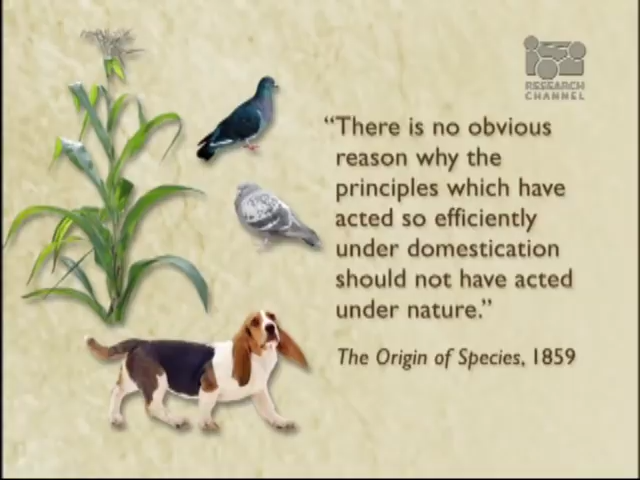 RESEARCH
CHANNEL
“There is no obvious
reason why the
principles which have
acted so efficiently
under domestication
should not have acted
under nature.”
The Origin of Species, 1859